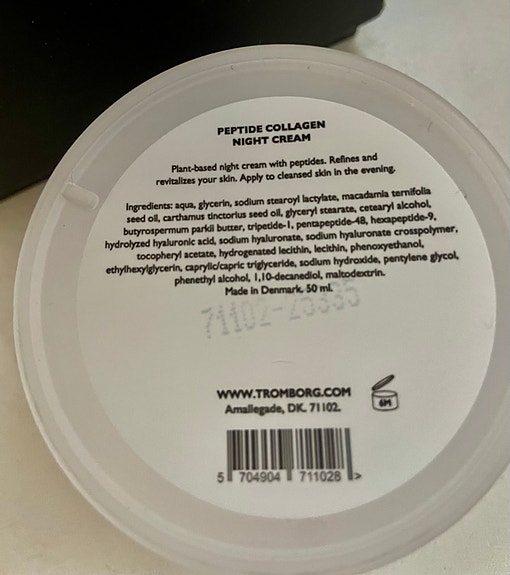 PEPTIDE COLLAGEN
NIGHT CREAM
Plant-based night cream with peptides. Refines and
revitalizes your skin. Apply to cleansed skin in the evening.
Ingredients: aqua, glycerin, sodium stearoyl lactylate, macadamia ternifolia
seed oil, carthamus tinctorius seed oil, glyceryl stearate, cetearyl alcohol,
butyrospermum parkii butter, tripetide-1, pentapeptide-48, hexapeptide-9,
hydrolyzed hyaluronic acid, sodium hyaluronate, sodium hyaluronate crosspolymer,
tocopheryl acetate, hydrogenated lecithin, lecithin, phenoxyethanol,
ethylhexylglycerin, caprylic/capric triglyceride, sodium hydroxide, pentylene glycol,
phenethyl alcohol, 1,10-decanediol, maltodextrin.
Made in Denmark. 50 ml.
WWW.TROMBORG.COM
Amaliegade, DK. 71102.
6M
5 704904 711028 >